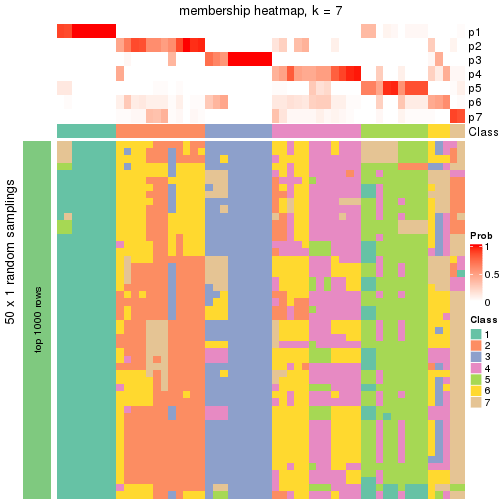 membership heatmap, k = 7
p1
p2
p3
p4
p5
p6
p7
Class
50 x 1 random samplings
top 1000 rows
Prob
1
0.5
0
Class
1
2
3
4
5
6
7